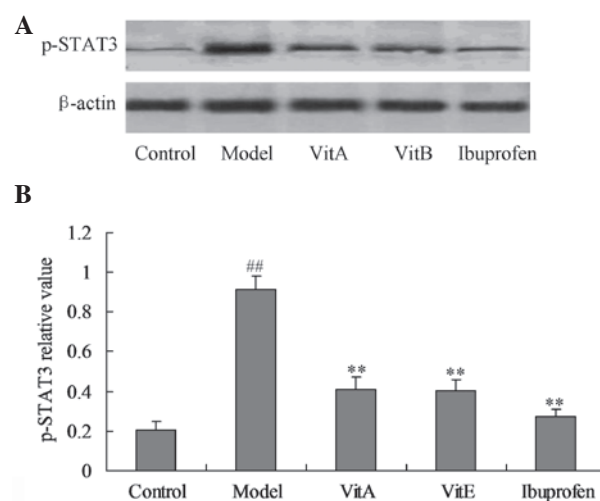 A
p-STAT3
β-actin
Control Model VitA VitB Ibuprofen
B
p-STAT3 relative value
1.2
1
0.8
0.6
0.4
0.2
0
##
**
**
**
Control Model VitA VitE Ibuprofen